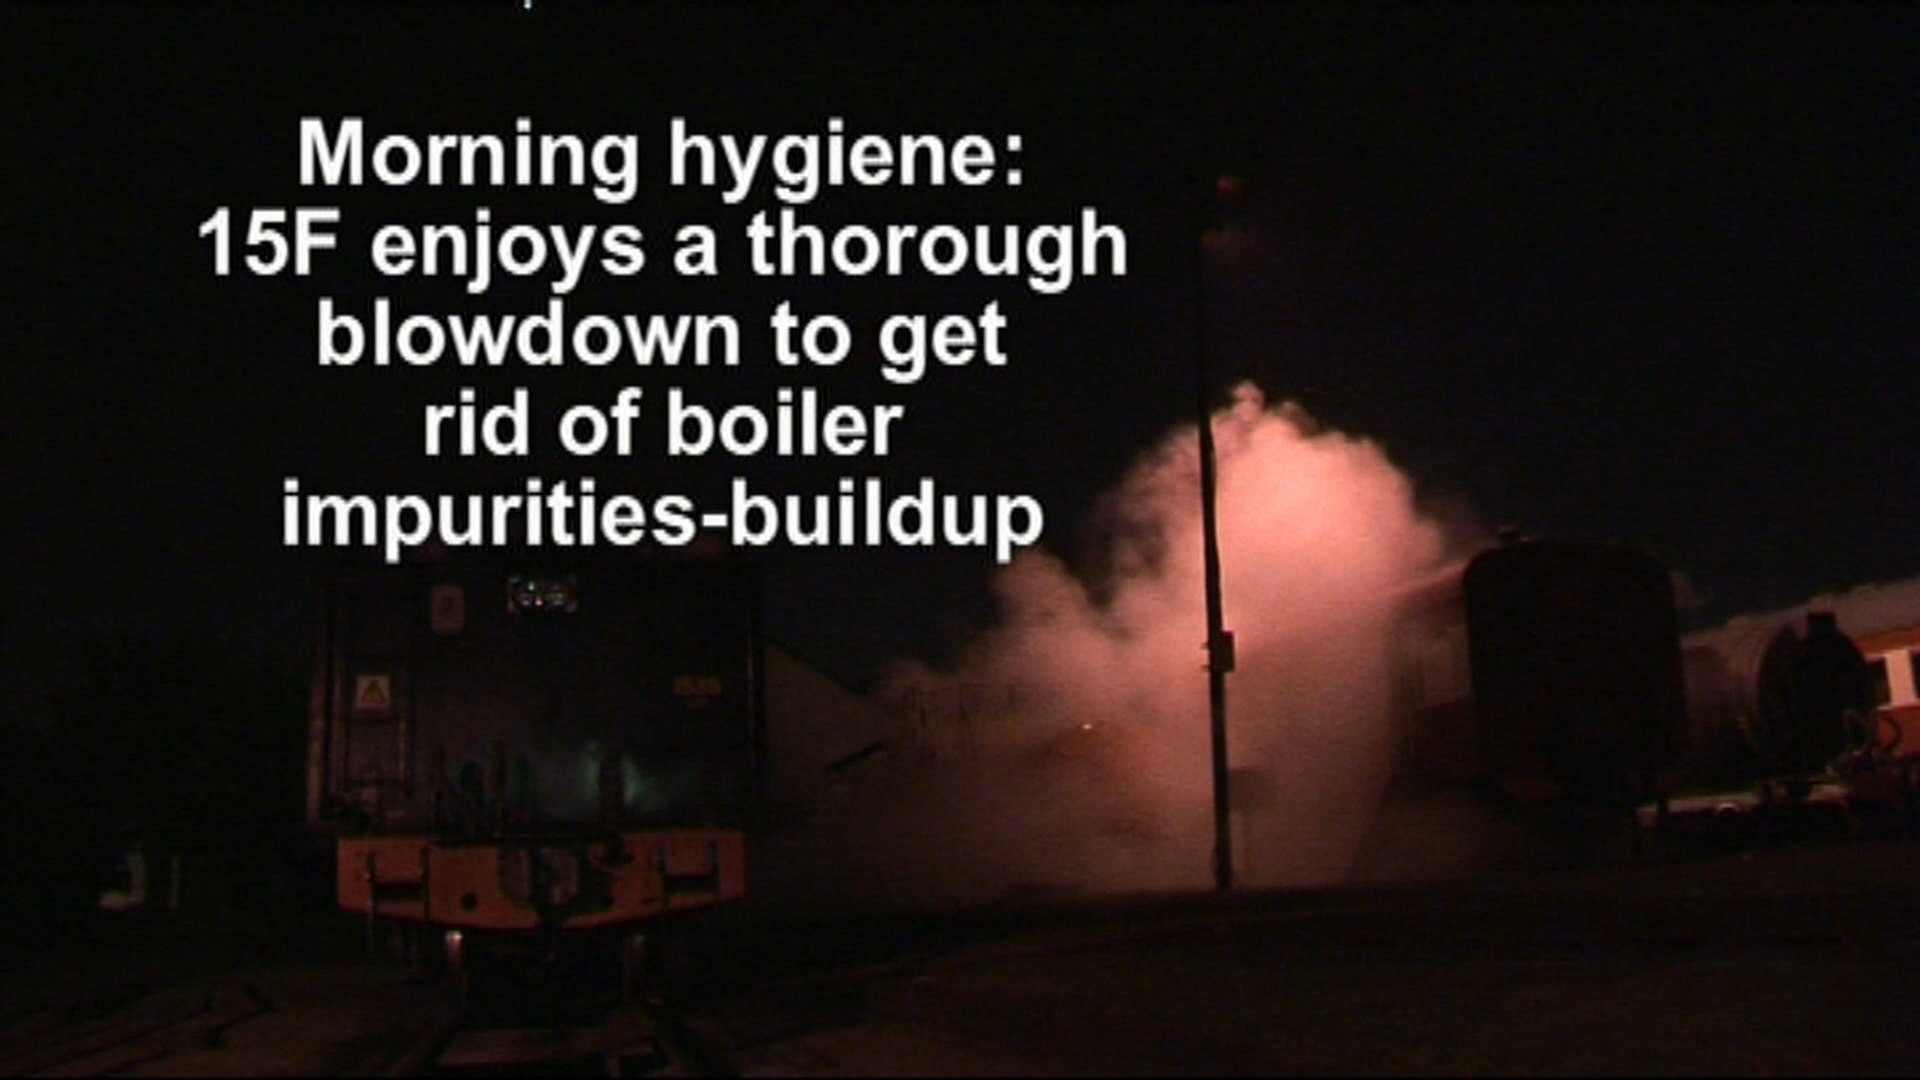 Morning hygiene:
15F enjoys a thorough
blowdown to get
rid of boiler
impurities-buildup